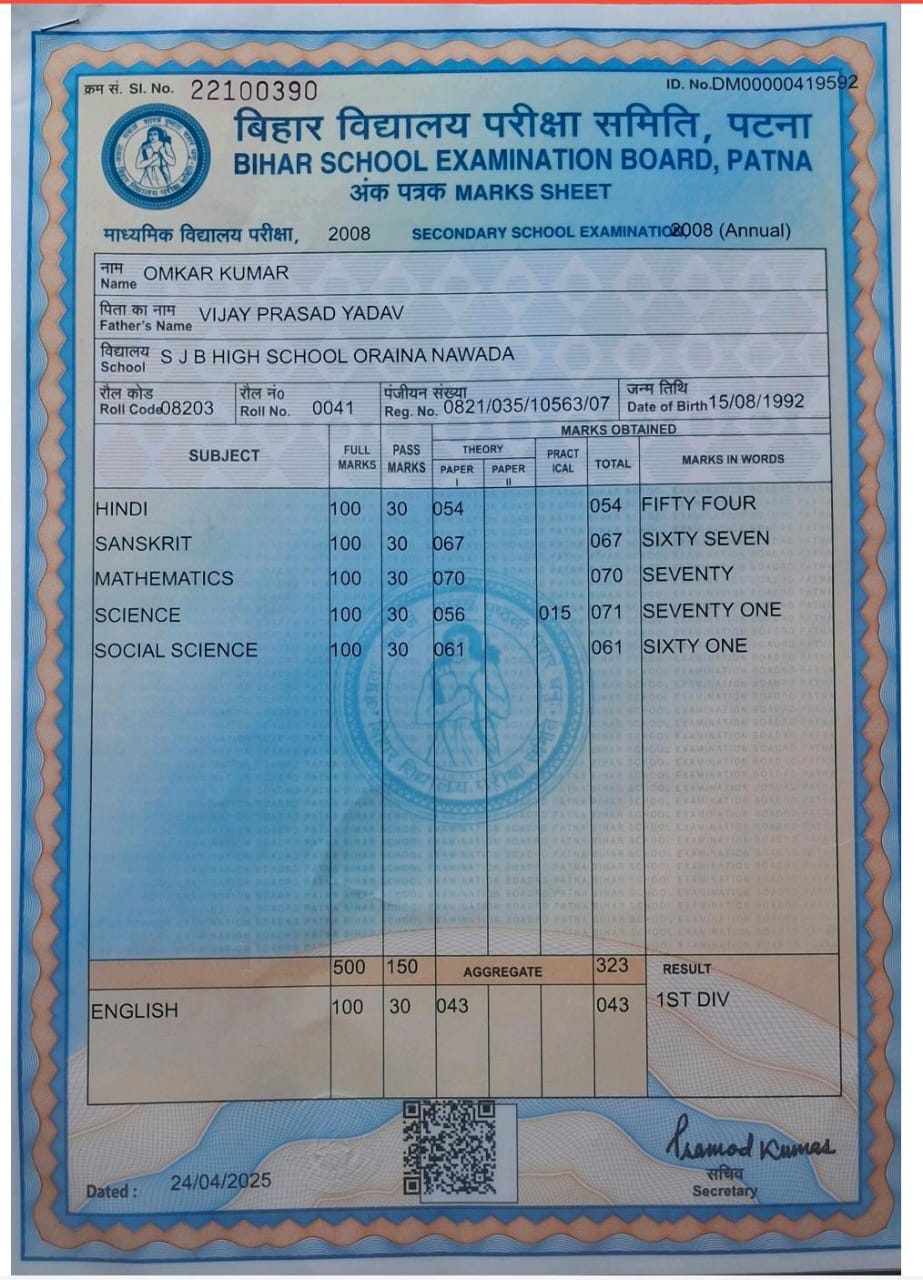 क्रम सं. Sl. No. 22100390
ID. No.DM00000419592
बिहार विद्यालय परीक्षा समिति, पटना
BIHAR SCHOOL EXAMINATION BOARD, PATNA
अंक पत्रक MARKS SHEET
माध्यमिक विद्यालय परीक्षा, 2008 SECONDARY SCHOOL EXAMINATION 2008 (Annual)
नाम
Name OMKAR KUMAR
पिता का नाम
Father's Name VIJAY PRASAD YADAV
विद्यालय
School S J B HIGH SCHOOL ORAINA NAWADA
रौल कोड रौल नं० पंजीयन संख्या जन्म तिथि
Roll Code 08203 Roll No. 0041 Reg. No. 0821/035/10563/07 Date of Birth 15/08/1992
MARKS OBTAINED
SUBJECT FULL MARKS PASS MARKS THEORY PAPER I PAPER II PRACTICAL TOTAL MARKS IN WORDS
HINDI 100 30 054 054 FIFTY FOUR
SANSKRIT 100 30 067 067 SIXTY SEVEN
MATHEMATICS 100 30 070 070 SEVENTY
SCIENCE 100 30 056 015 071 SEVENTY ONE
SOCIAL SCIENCE 100 30 061 061 SIXTY ONE
500 150 AGGREGATE 323 RESULT
ENGLISH 100 30 043 043 1ST DIV
Pramod Kumar
सचिव
Secretary
Dated : 24/04/2025